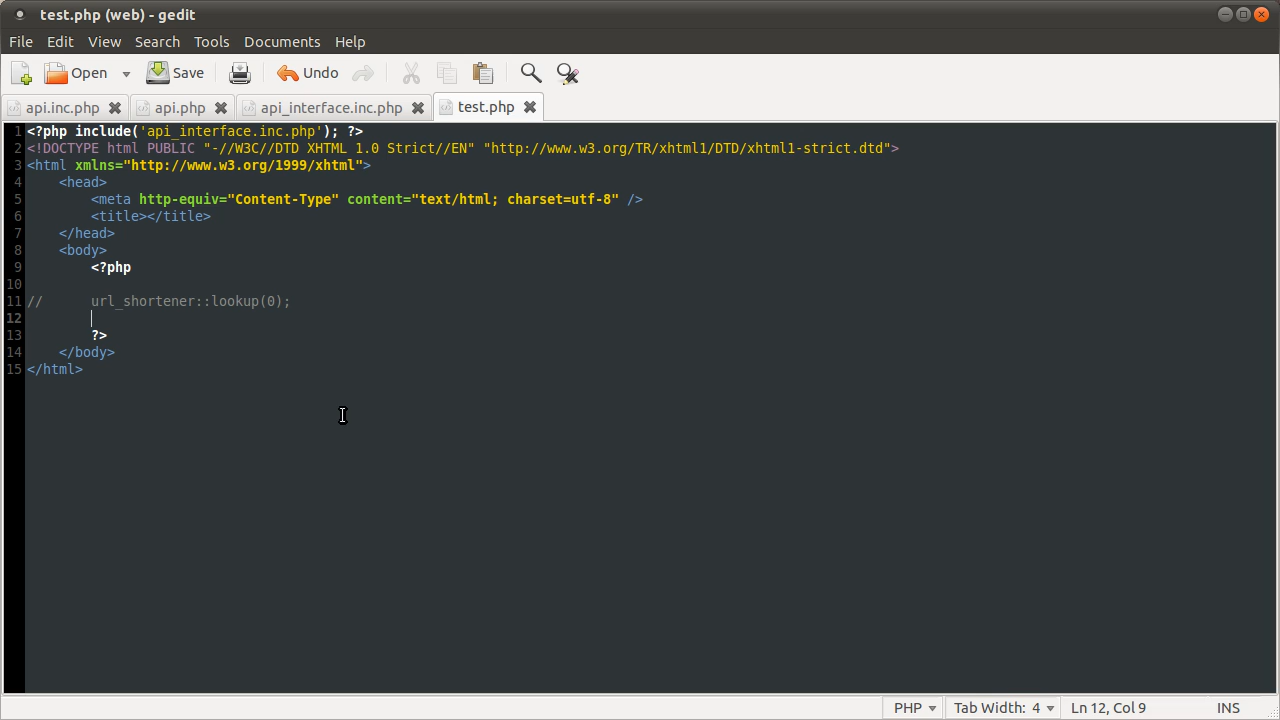 test.php (web) - gedit
File Edit View Search Tools Documents Help
Open Save Undo
api.inc.php api.php api_interface.inc.php test.php
1 <?php include('api_interface.inc.php'); ?>
2 <!DOCTYPE html PUBLIC "-//W3C//DTD XHTML 1.0 Strict//EN" "http://www.w3.org/TR/xhtml1/DTD/xhtml1-strict.dtd">
3 <html xmlns="http://www.w3.org/1999/xhtml">
4     <head>
5         <meta http-equiv="Content-Type" content="text/html; charset=utf-8" />
6         <title></title>
7     </head>
8     <body>
9         <?php
10
11 //      url_shortener::lookup(0);
12
13         ?>
14     </body>
15 </html>
PHP Tab Width: 4 Ln 12, Col 9 INS